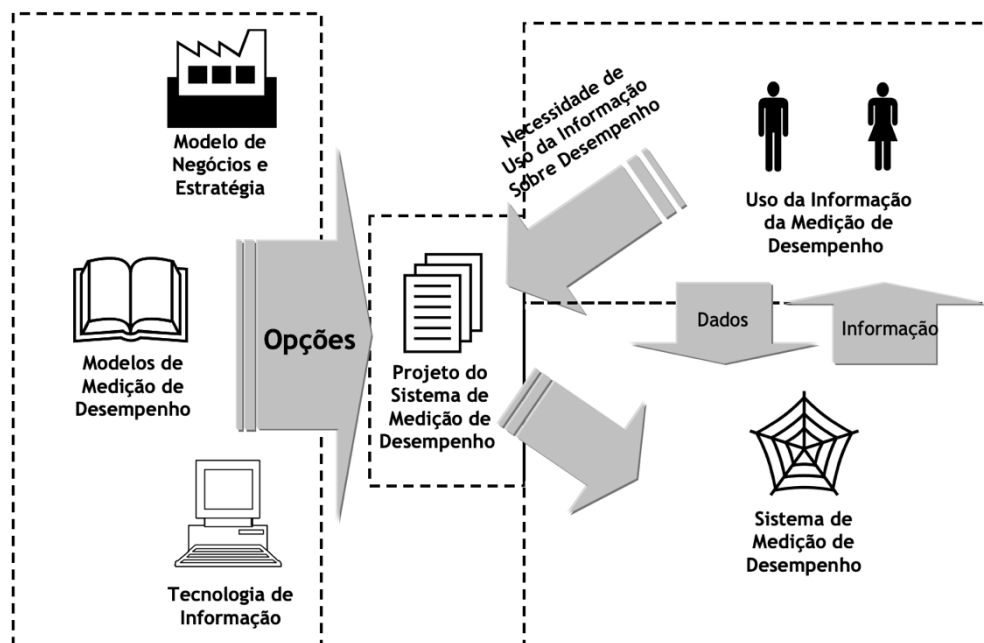 Modelo de
Negócios e
Estratégia
Modelos de
Medição de
Desempenho
Tecnologia de
Informação
Opções
Projeto do
Sistema de
Medição de
Desempenho
Necessidade de
Uso da Informação
Sobre Desempenho
Uso da Informação
da Medição de
Desempenho
Dados
Informação
Sistema de
Medição de
Desempenho